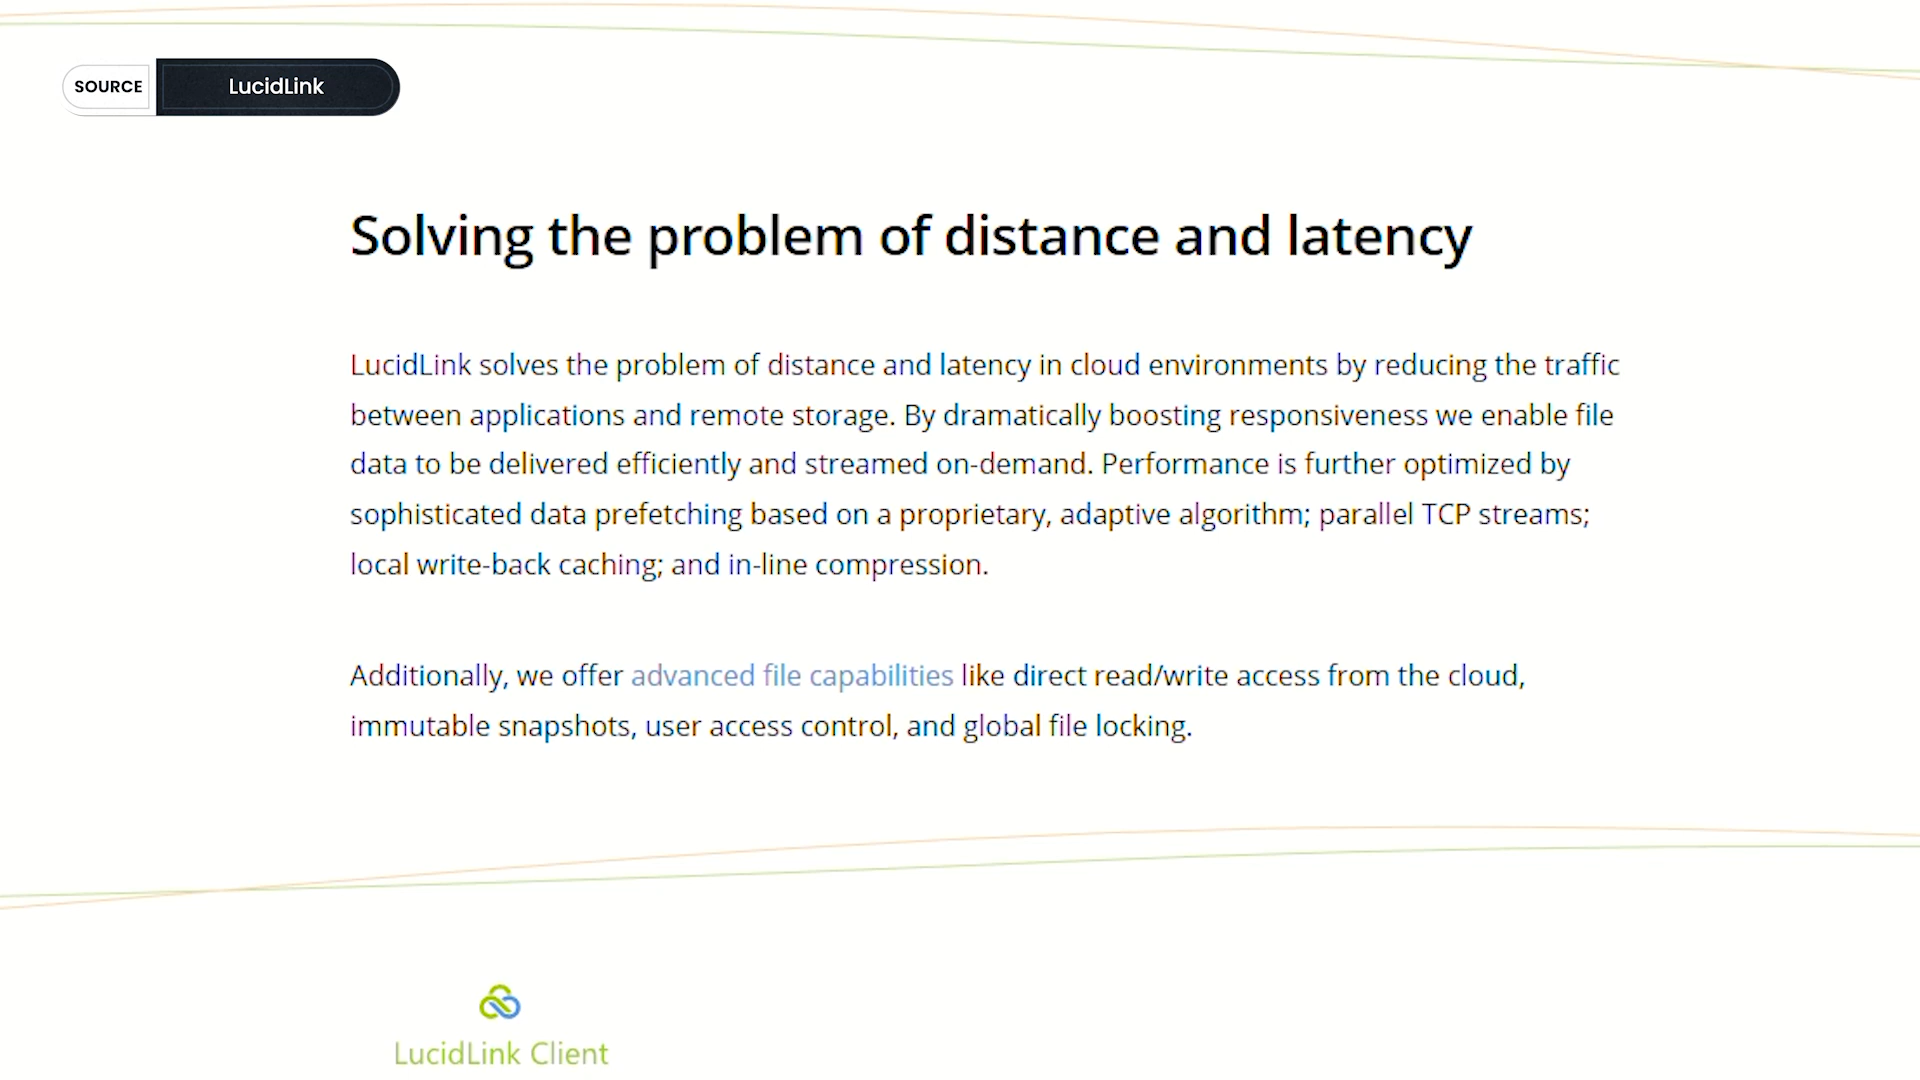 SOURCE LucidLink
Solving the problem of distance and latency
LucidLink solves the problem of distance and latency in cloud environments by reducing the traffic
between applications and remote storage. By dramatically boosting responsiveness we enable file
data to be delivered efficiently and streamed on-demand. Performance is further optimized by
sophisticated data prefetching based on a proprietary, adaptive algorithm; parallel TCP streams;
local write-back caching; and in-line compression.
Additionally, we offer advanced file capabilities like direct read/write access from the cloud,
immutable snapshots, user access control, and global file locking.
LucidLink Client